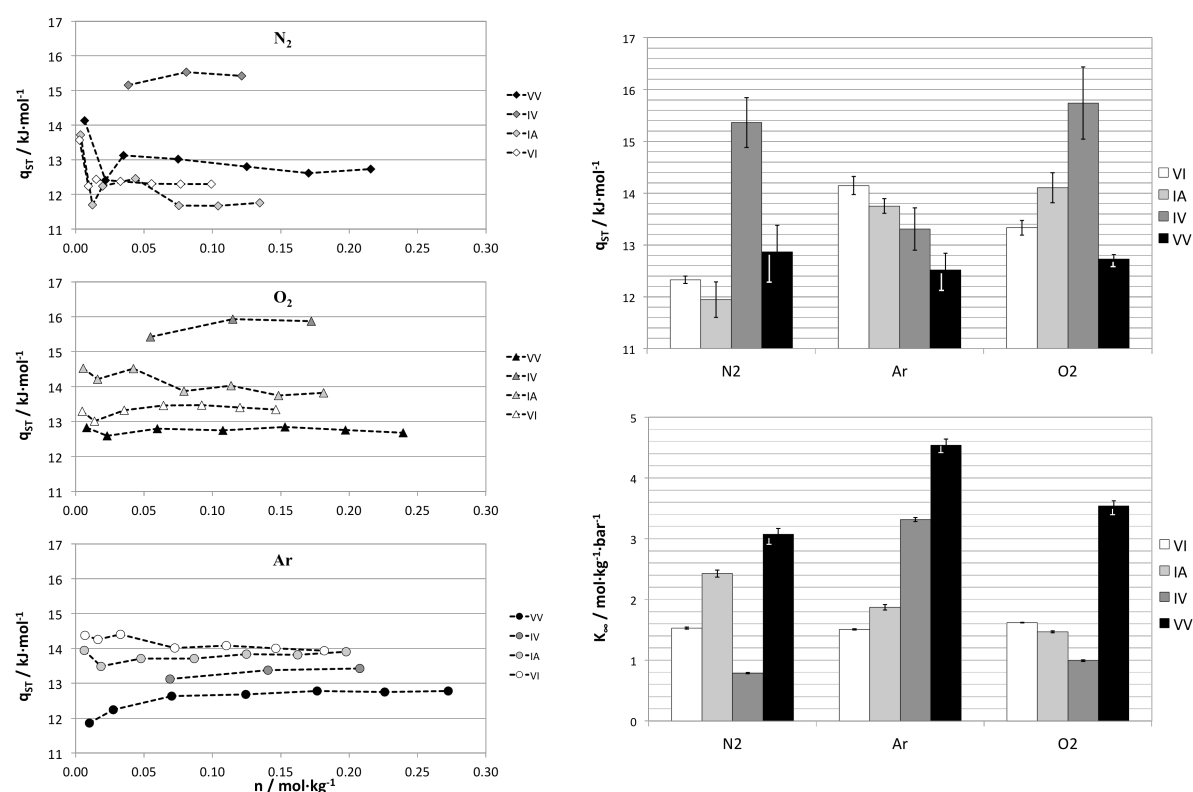 N2
17
16
15
14
13
12
11
qST / kJ·mol-1
0.00 0.05 0.10 0.15 0.20 0.25 0.30
VV
IV
IA
VI
O2
17
16
15
14
13
12
11
qST / kJ·mol-1
0.00 0.05 0.10 0.15 0.20 0.25 0.30
VV
IV
IA
VI
Ar
17
16
15
14
13
12
11
qST / kJ·mol-1
0.00 0.05 0.10 0.15 0.20 0.25 0.30
n / mol·kg-1
VV
IV
IA
VI
17
16
15
14
13
12
11
qST / kJ·mol-1
N2 Ar O2
VI
IA
IV
VV
5
4
3
2
1
0
K∞ / mol·kg-1·bar-1
N2 Ar O2
VI
IA
IV
VV